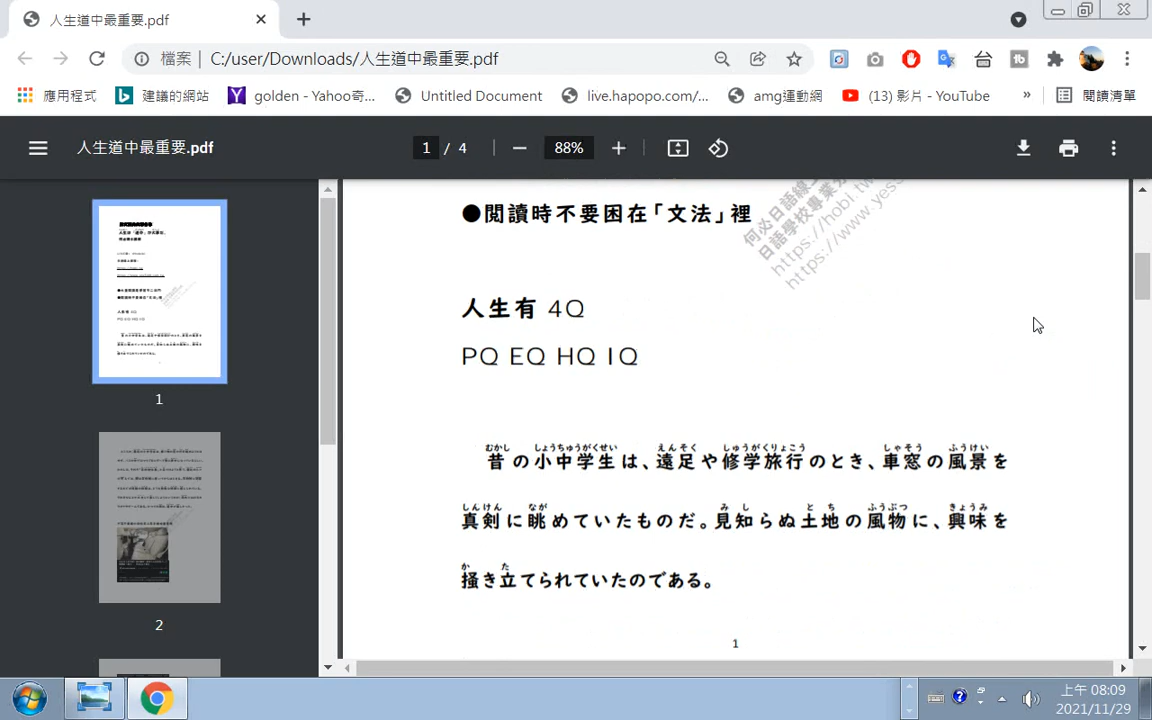 人生道中最重要.pdf
檔案
C:/user/Downloads/人生道中最重要.pdf
應用程式
建議的網站
golden - Yahoo奇...
Untitled Document
live.hapopo.com/...
amg運動網
(13) 影片 - YouTube
»
閱讀清單
人生道中最重要.pdf
1 / 4
88%
●閱讀時不要困在「文法」裡
https://hobl.tw
https://www.yes
人生有 4Q
PQ EQ HQ IQ
むかし しょうちゅうがくせい えんそく しゅうがくりょこう しゃそう ふうけい
昔の小中学生は、遠足や修学旅行のとき、車窓の風景を
しんけん なが み し と ち ふうぶつ きょうみ
真剣に眺めていたものだ。見知らぬ土地の風物に、興味を
か た
掻き立てられていたのである。
1
1
2
上午 08:09
2021/11/29